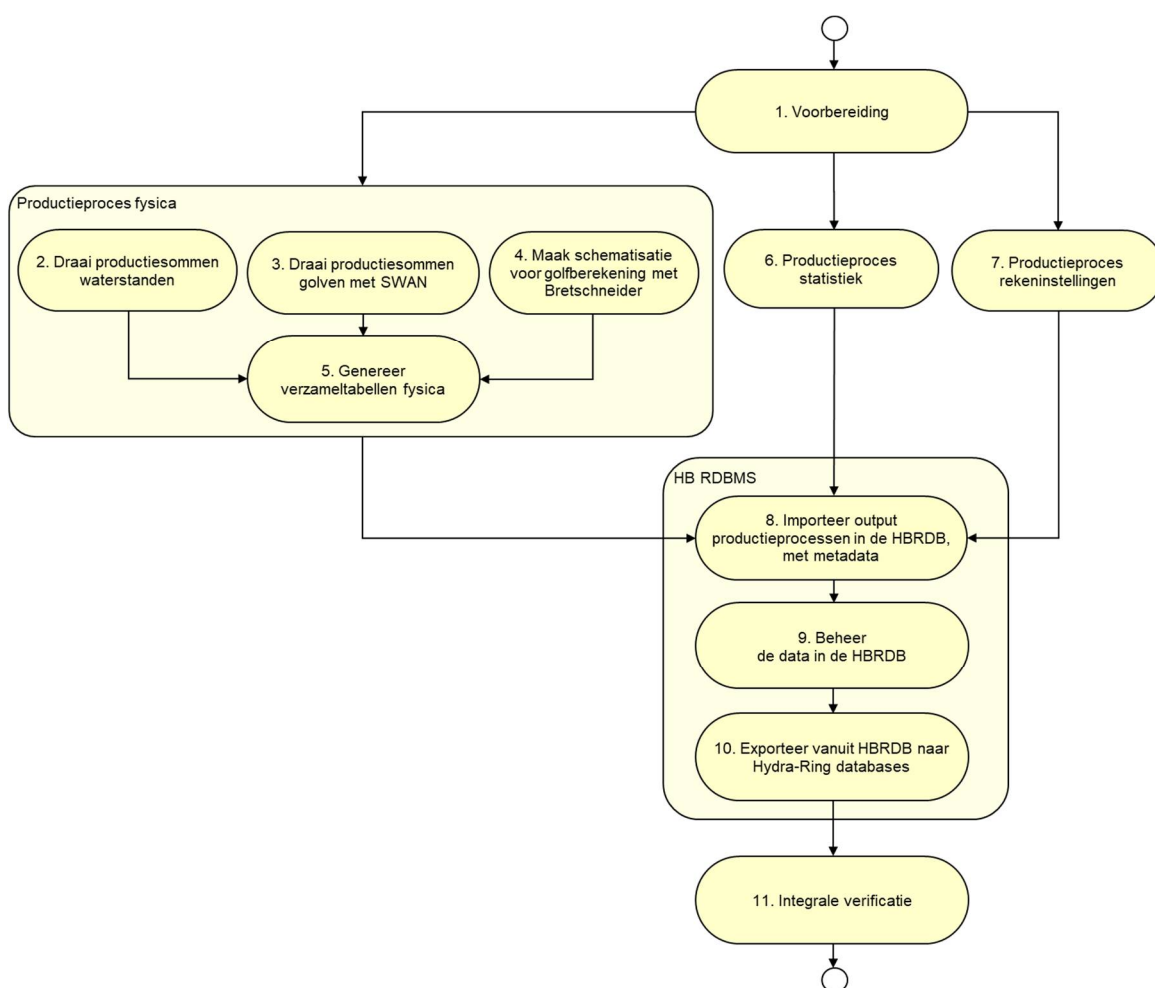 1. Voorbereiding
Productieproces fysica
2. Draai productiesommen
waterstanden
3. Draai productiesommen
golven met SWAN
4. Maak schematisatie
voor golfberekening met
Bretschneider
5. Genereer
verzameltabellen fysica
6. Productieproces
statistiek
7. Productieproces
rekeninstellingen
HB RDBMS
8. Importeer output
productieprocessen in de HBRDB,
met metadata
9. Beheer
de data in de HBRDB
10. Exporteer vanuit HBRDB naar
Hydra-Ring databases
11. Integrale verificatie